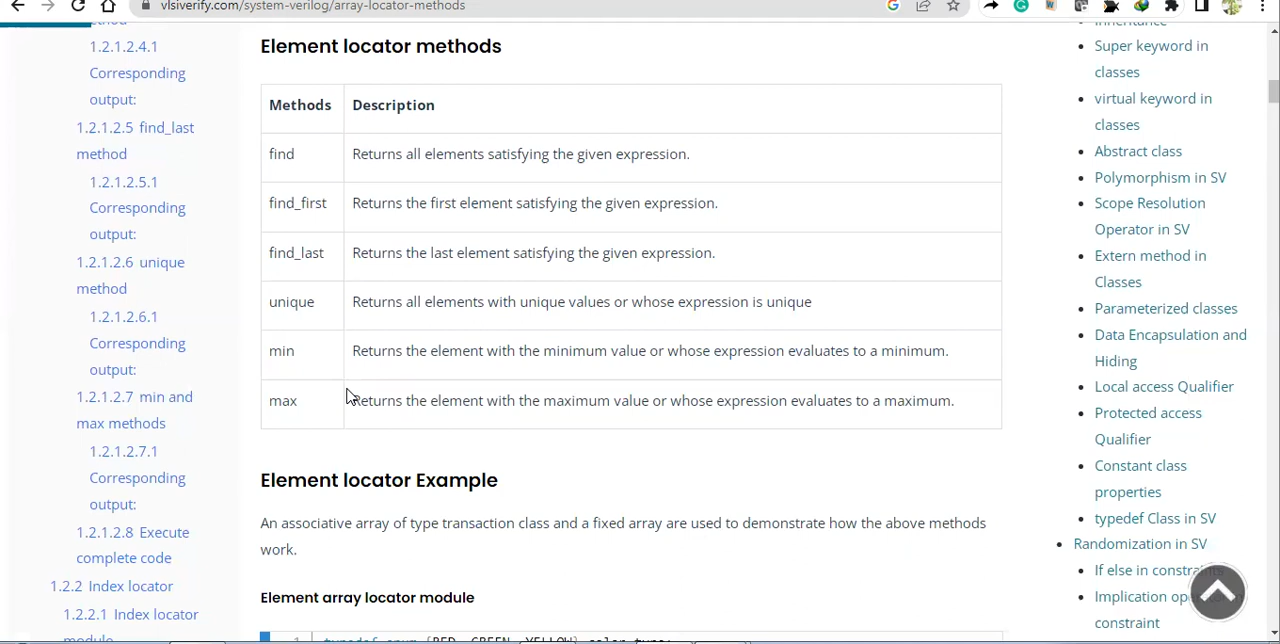 vlsiverify.com/system-verilog/array-locator-methods
1.2.1.2.4.1
Corresponding
output:
1.2.1.2.5 find_last
method
1.2.1.2.5.1
Corresponding
output:
1.2.1.2.6 unique
method
1.2.1.2.6.1
Corresponding
output:
1.2.1.2.7 min and
max methods
1.2.1.2.7.1
Corresponding
output:
1.2.1.2.8 Execute
complete code
1.2.2 Index locator
1.2.2.1 Index locator
module
Element locator methods
Methods Description
find Returns all elements satisfying the given expression.
find_first Returns the first element satisfying the given expression.
find_last Returns the last element satisfying the given expression.
unique Returns all elements with unique values or whose expression is unique
min Returns the element with the minimum value or whose expression evaluates to a minimum.
max Returns the element with the maximum value or whose expression evaluates to a maximum.
Element locator Example
An associative array of type transaction class and a fixed array are used to demonstrate how the above methods
work.
Element array locator module
1 typedef enum {RED, GREEN, YELLOW} color_type;
Inheritance
Super keyword in
classes
virtual keyword in
classes
Abstract class
Polymorphism in SV
Scope Resolution
Operator in SV
Extern method in
Classes
Parameterized classes
Data Encapsulation and
Hiding
Local access Qualifier
Protected access
Qualifier
Constant class
properties
typedef Class in SV
Randomization in SV
If else in constraints
Implication op
constraint